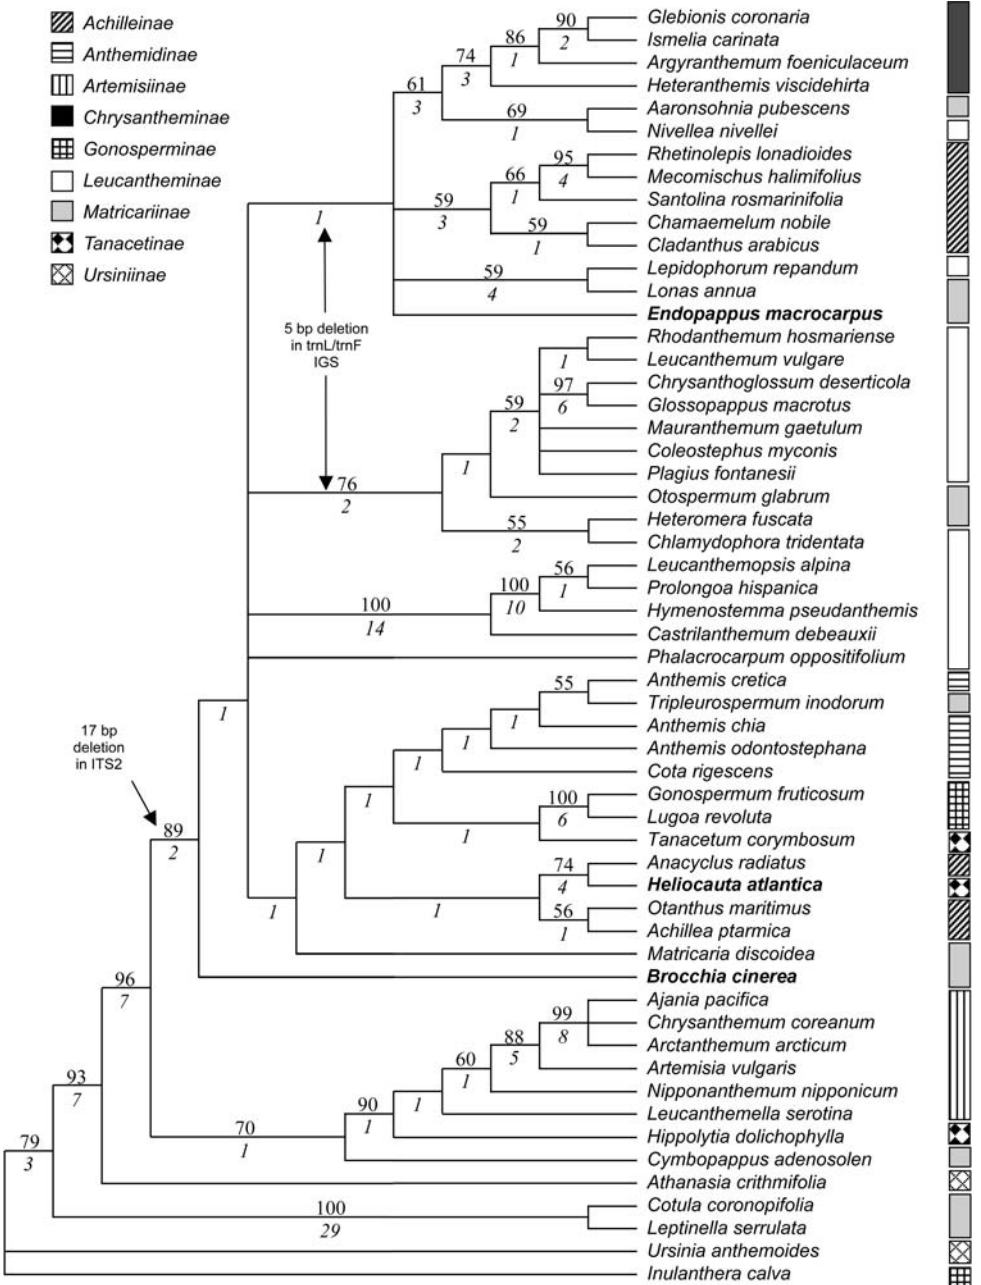 Achilleinae
Anthemidinae
Artemisiinae
Chrysantheminae
Gonosperminae
Leucantheminae
Matricariinae
Tanacetinae
Ursiniinae
90
2
86
1
74
3
61
3
69
1
95
4
66
1
59
3
59
1
1
59
4
5 bp deletion
in trnL/trnF
IGS
1
97
6
59
2
1
76
2
55
2
56
1
100
10
100
14
55
1
1
1
1
100
6
1
1
74
4
1
56
1
1
1
17 bp
deletion
in ITS2
89
2
96
7
99
8
88
5
60
1
1
90
1
70
1
93
7
79
3
100
29
Glebionis coronaria
Ismelia carinata
Argyranthemum foeniculaceum
Heteranthemis viscidehirta
Aaronsohnia pubescens
Nivellea nivellei
Rhetinolepis lonadioides
Mecomischus halimifolius
Santolina rosmarinifolia
Chamaemelum nobile
Cladanthus arabicus
Lepidophorum repandum
Lonas annua
Endopappus macrocarpus
Rhodanthemum hosmariense
Leucanthemum vulgare
Chrysanthoglossum deserticola
Glossopappus macrotus
Mauranthemum gaetulum
Coleostephus myconis
Plagius fontanesii
Otospermum glabrum
Heteromera fuscata
Chlamydophora tridentata
Leucanthemopsis alpina
Prolongoa hispanica
Hymenostemma pseudanthemis
Castrilanthemum debeauxii
Phalacrocarpum oppositifolium
Anthemis cretica
Tripleurospermum inodorum
Anthemis chia
Anthemis odontostephana
Cota rigescens
Gonospermum fruticosum
Lugoa revoluta
Tanacetum corymbosum
Anacyclus radiatus
Heliocauta atlantica
Otanthus maritimus
Achillea ptarmica
Matricaria discoidea
Brocchia cinerea
Ajania pacifica
Chrysanthemum coreanum
Arctanthemum arcticum
Artemisia vulgaris
Nipponanthemum nipponicum
Leucanthemella serotina
Hippolytia dolichophylla
Cymbopappus adenosolen
Athanasia crithmifolia
Cotula coronopifolia
Leptinella serrulata
Ursinia anthemoides
Inulanthera calva